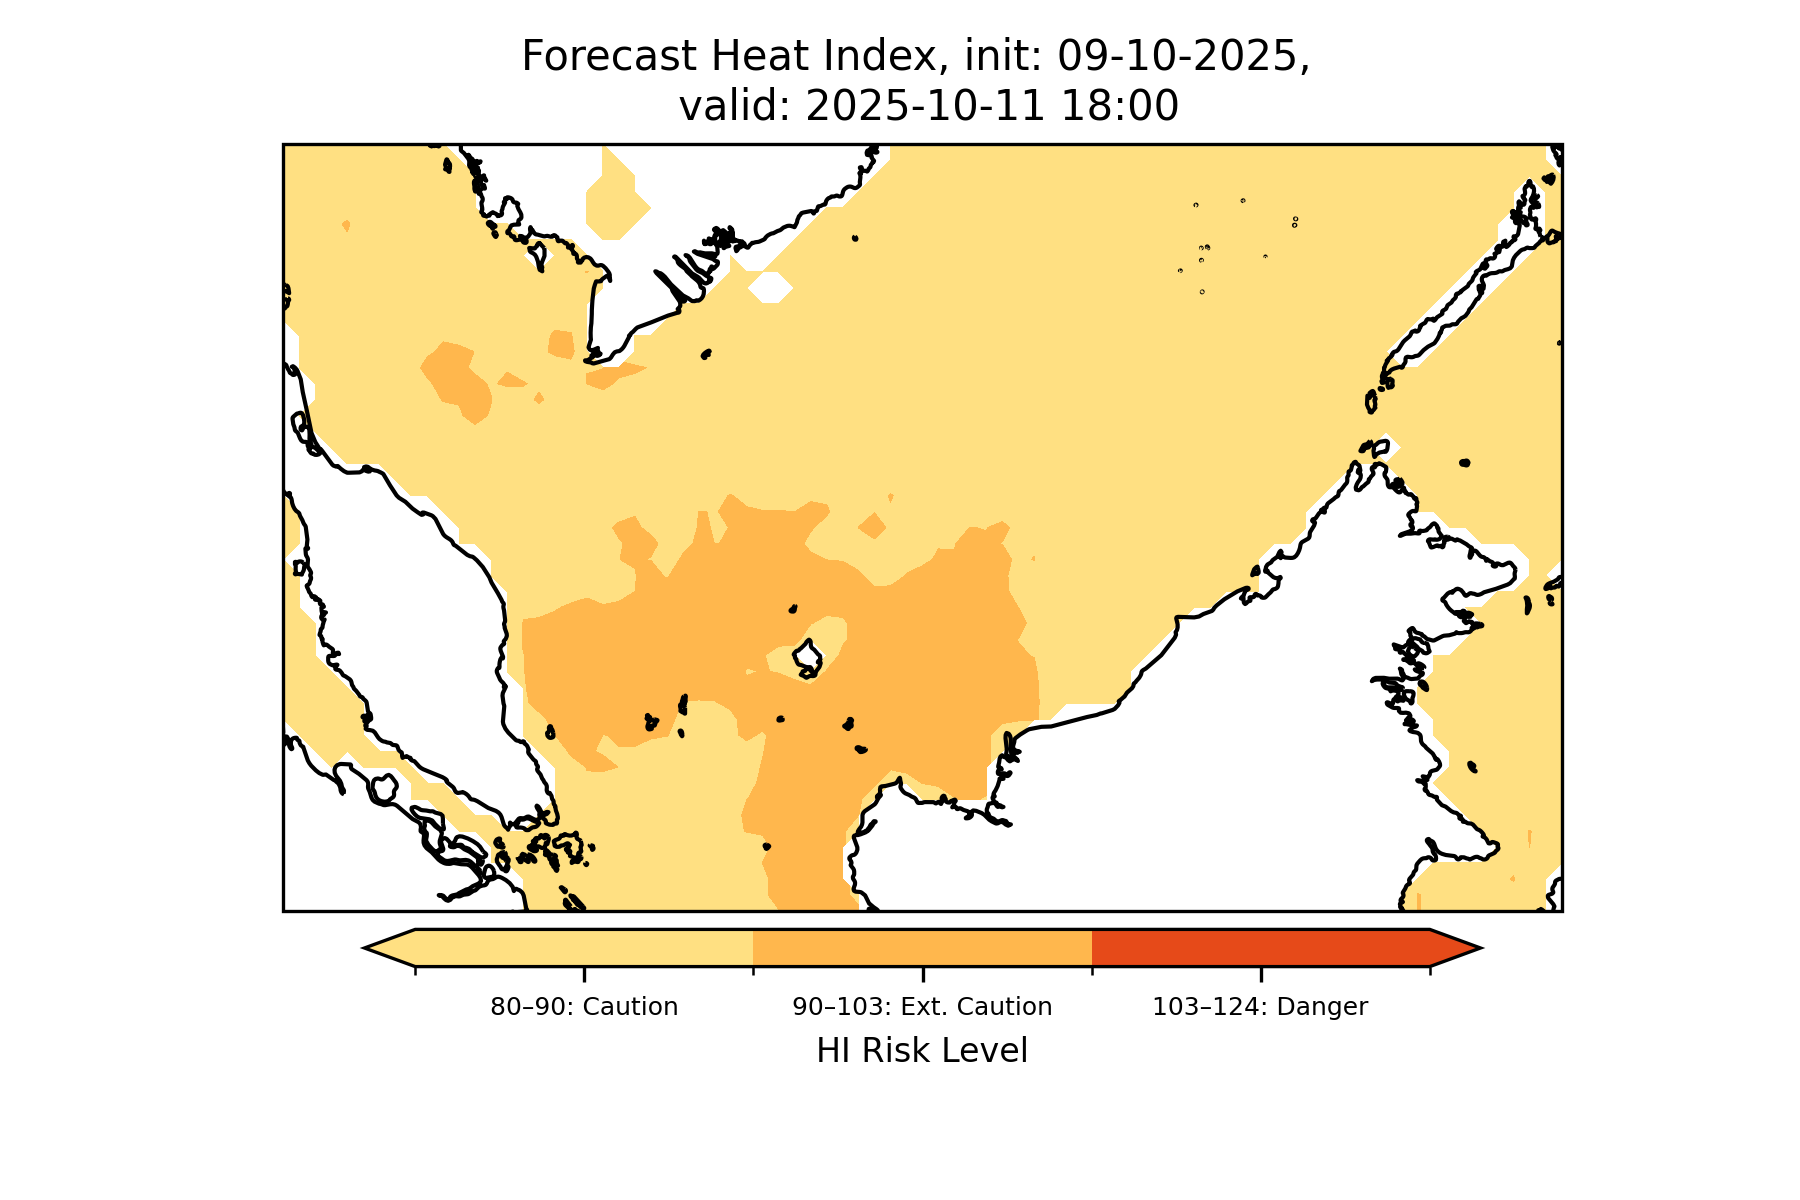 Forecast Heat Index, init: 09-10-2025,
valid: 2025-10-11 18:00
80–90: Caution
90–103: Ext. Caution
103–124: Danger
HI Risk Level